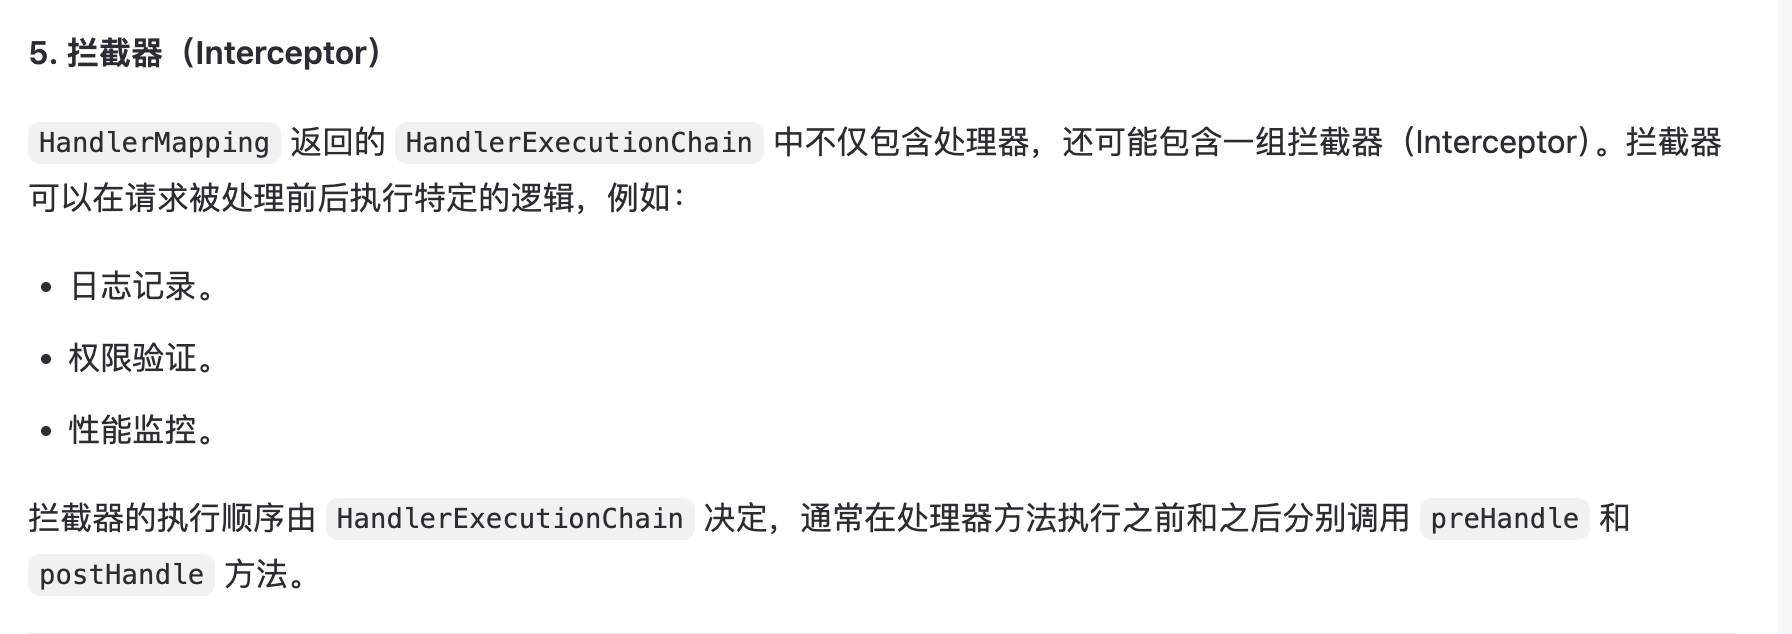 5. 拦截器（Interceptor）
HandlerMapping 返回的 HandlerExecutionChain 中不仅包含处理器，还可能包含一组拦截器（Interceptor）。拦截器
可以在请求被处理前后执行特定的逻辑，例如：
• 日志记录。
• 权限验证。
• 性能监控。
拦截器的执行顺序由 HandlerExecutionChain 决定，通常在处理器方法执行之前和之后分别调用 preHandle 和
postHandle 方法。